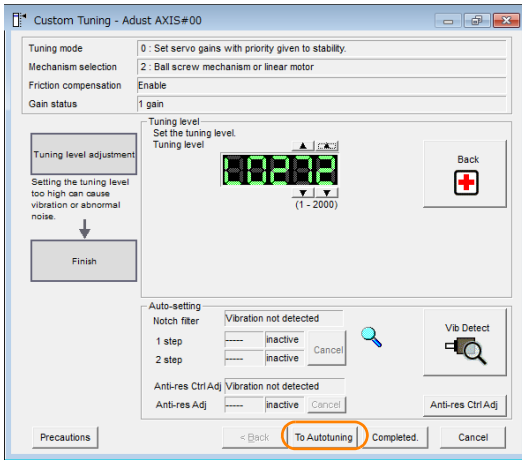 Custom Tuning - Adust AXIS#00
Tuning mode
0 : Set servo gains with priority given to stability.
Mechanism selection
2 : Ball screw mechanism or linear motor
Friction compensation
Enable
Gain status
1 gain
Tuning level adjustment
Setting the tuning level
too high can cause
vibration or abnormal
noise.
Finish
Tuning level
Set the tuning level.
Tuning level
L0272
(1 - 2000)
Back
Auto-setting
Notch filter
Vibration not detected
1 step
-----
inactive
2 step
-----
inactive
Cancel
Vib Detect
Anti-res Ctrl Adj
Vibration not detected
Anti-res Adj
-----
inactive
Cancel
Anti-res Ctrl Adj
Precautions
< Back
To Autotuning
Completed.
Cancel